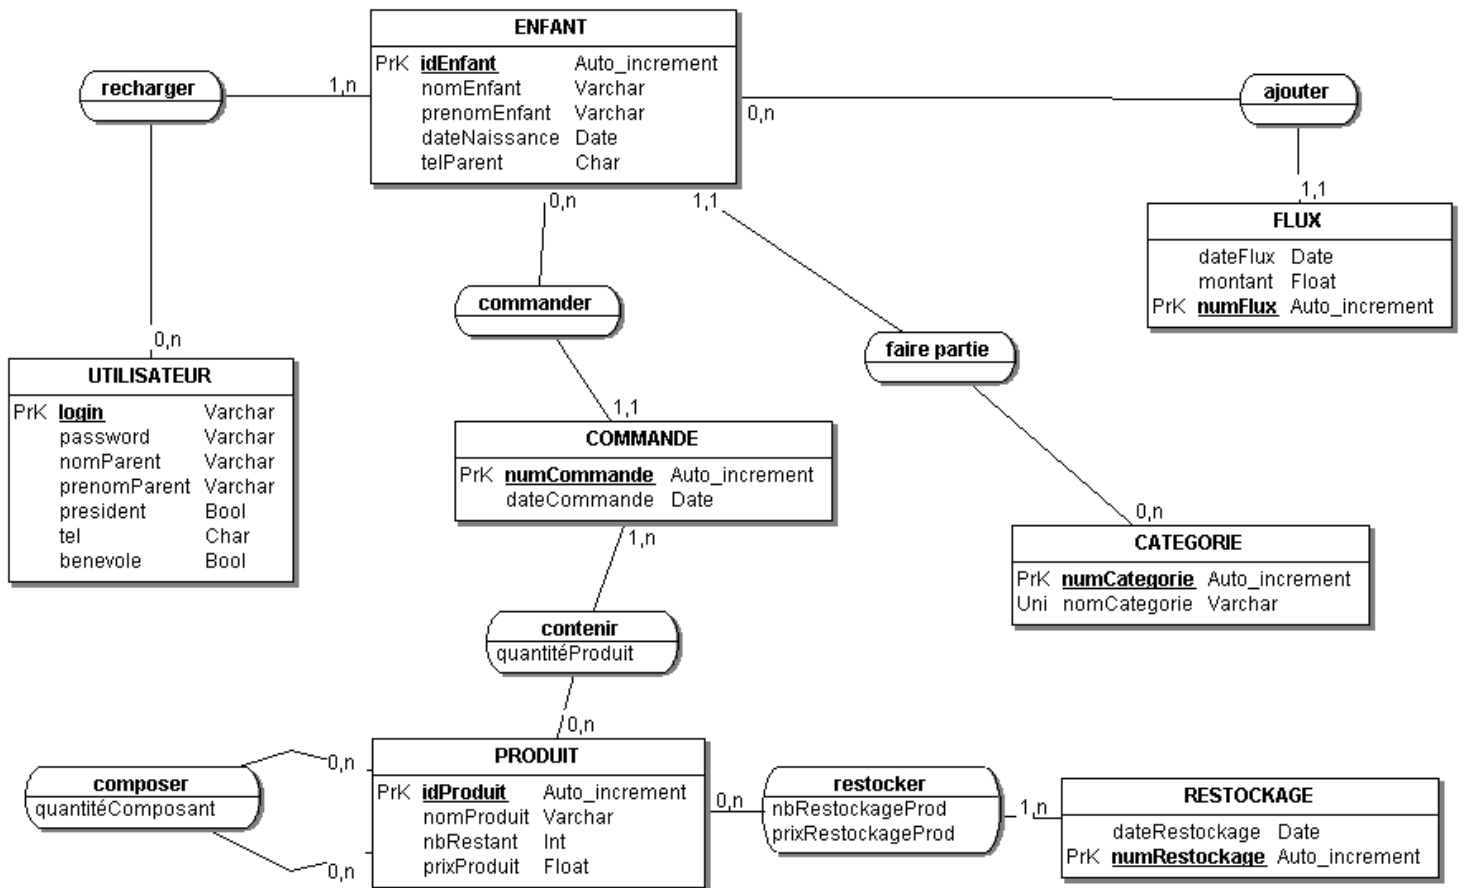 ENFANT
PrK idEnfant Auto_increment
nomEnfant Varchar
prenomEnfant Varchar
dateNaissance Date
telParent Char
recharger
1,n
0,n
ajouter
0,n
1,1
1,1
FLUX
dateFlux Date
montant Float
PrK numFlux Auto_increment
commander
faire partie
0,n
UTILISATEUR
PrK login Varchar
password Varchar
nomParent Varchar
prenomParent Varchar
president Bool
tel Char
benevole Bool
1,1
COMMANDE
PrK numCommande Auto_increment
dateCommande Date
0,n
CATEGORIE
PrK numCategorie Auto_increment
Uni nomCategorie Varchar
1,n
contenir
quantitéProduit
0,n
composer
quantitéComposant
0,n
0,n
PRODUIT
PrK idProduit Auto_increment
nomProduit Varchar
nbRestant Int
prixProduit Float
0,n
restocker
nbRestockageProd
prixRestockageProd
1,n
RESTOCKAGE
dateRestockage Date
PrK numRestockage Auto_increment